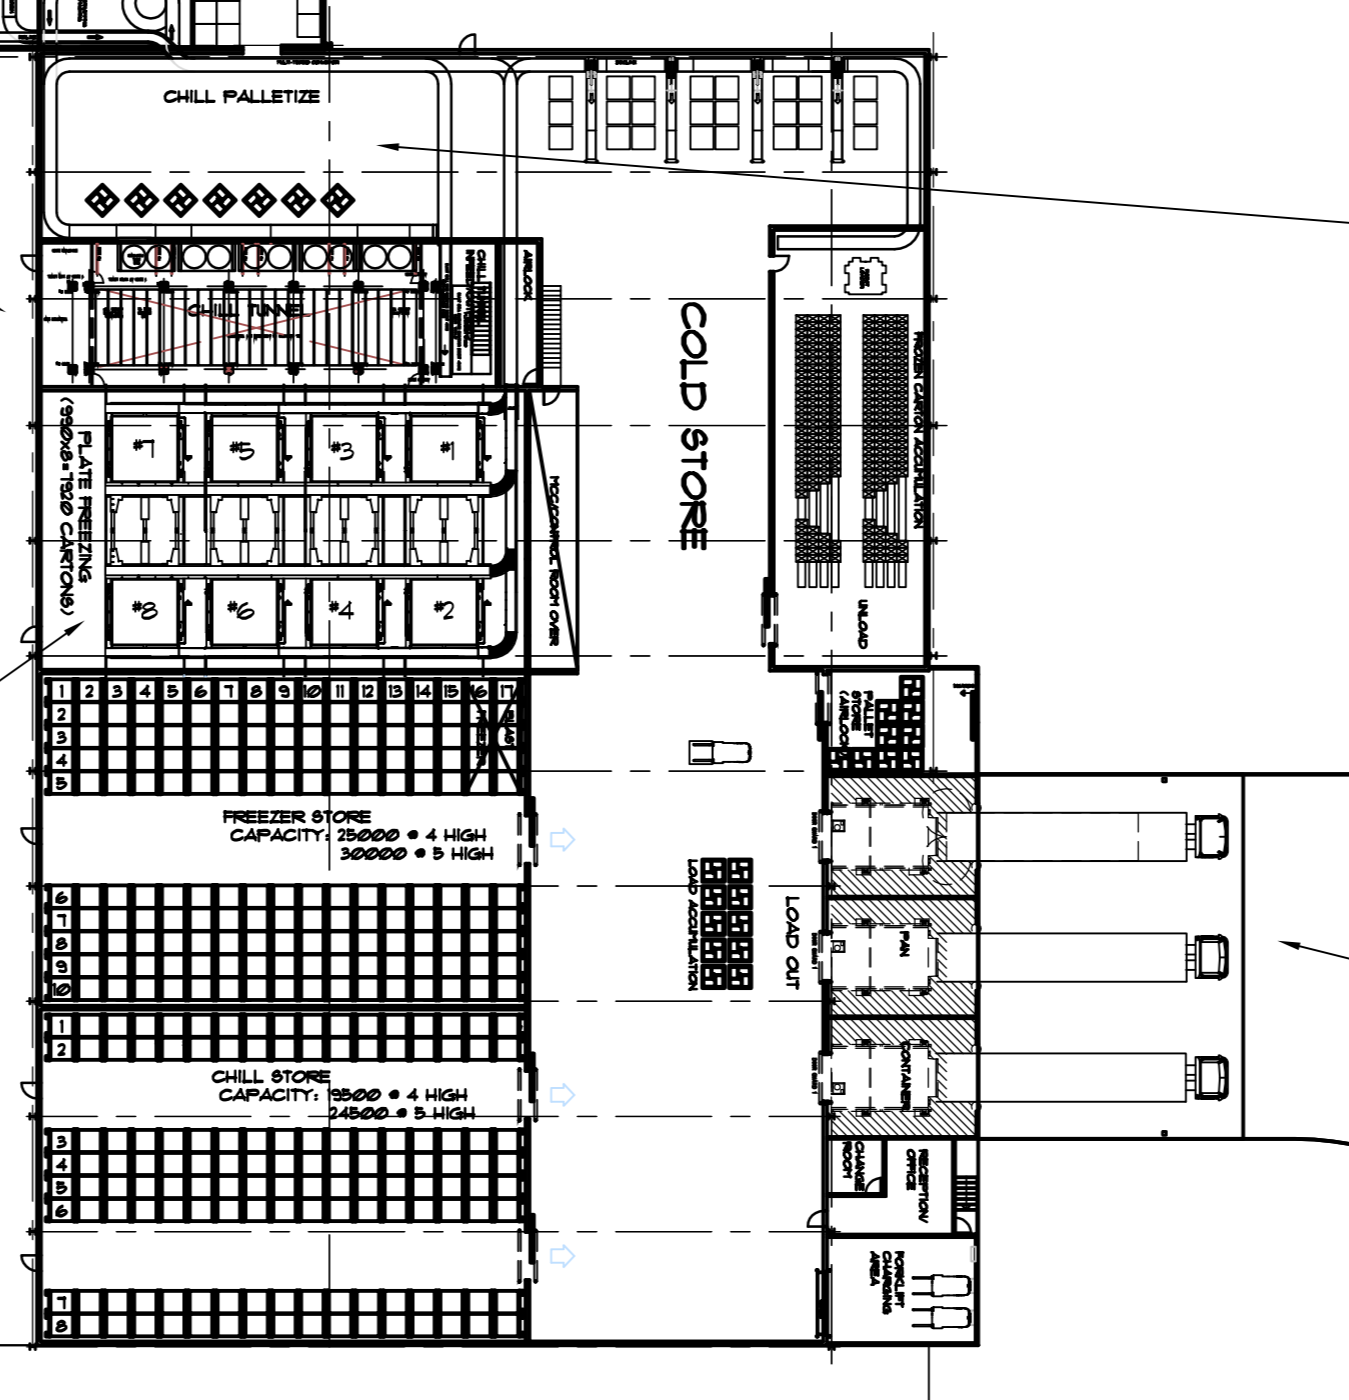 CHILL PALLETIZE
CHILL TUNNEL
AIRLOCK
COLD STORE
FROZEN CARTON ACCUMULATION
UNLOAD
PLATE FREEZING
(990x8=7920 CARTONS)
#7 #5 #3 #1
#8 #6 #4 #2
MCC/CONTROL ROOM OVER
1 2 3 4 5 6 7 8 9 10 11 12 13 14 15 16 17
2
3
4
5
BLAST
FREEZER
PALLET
STORE
(AIRLOCK)
FREEZER STORE
CAPACITY: 25000 @ 4 HIGH
30000 @ 5 HIGH
6
7
8
9
10
LOAD ACCUMULATION
LOAD OUT
PAN
CONTAINER
1
2
CHILL STORE
CAPACITY: 19500 @ 4 HIGH
24500 @ 5 HIGH
3
4
5
6
7
8
CHANGE
ROOM
RECEPTION/
OFFICE
FORKLIFT
CHARGING
AREA